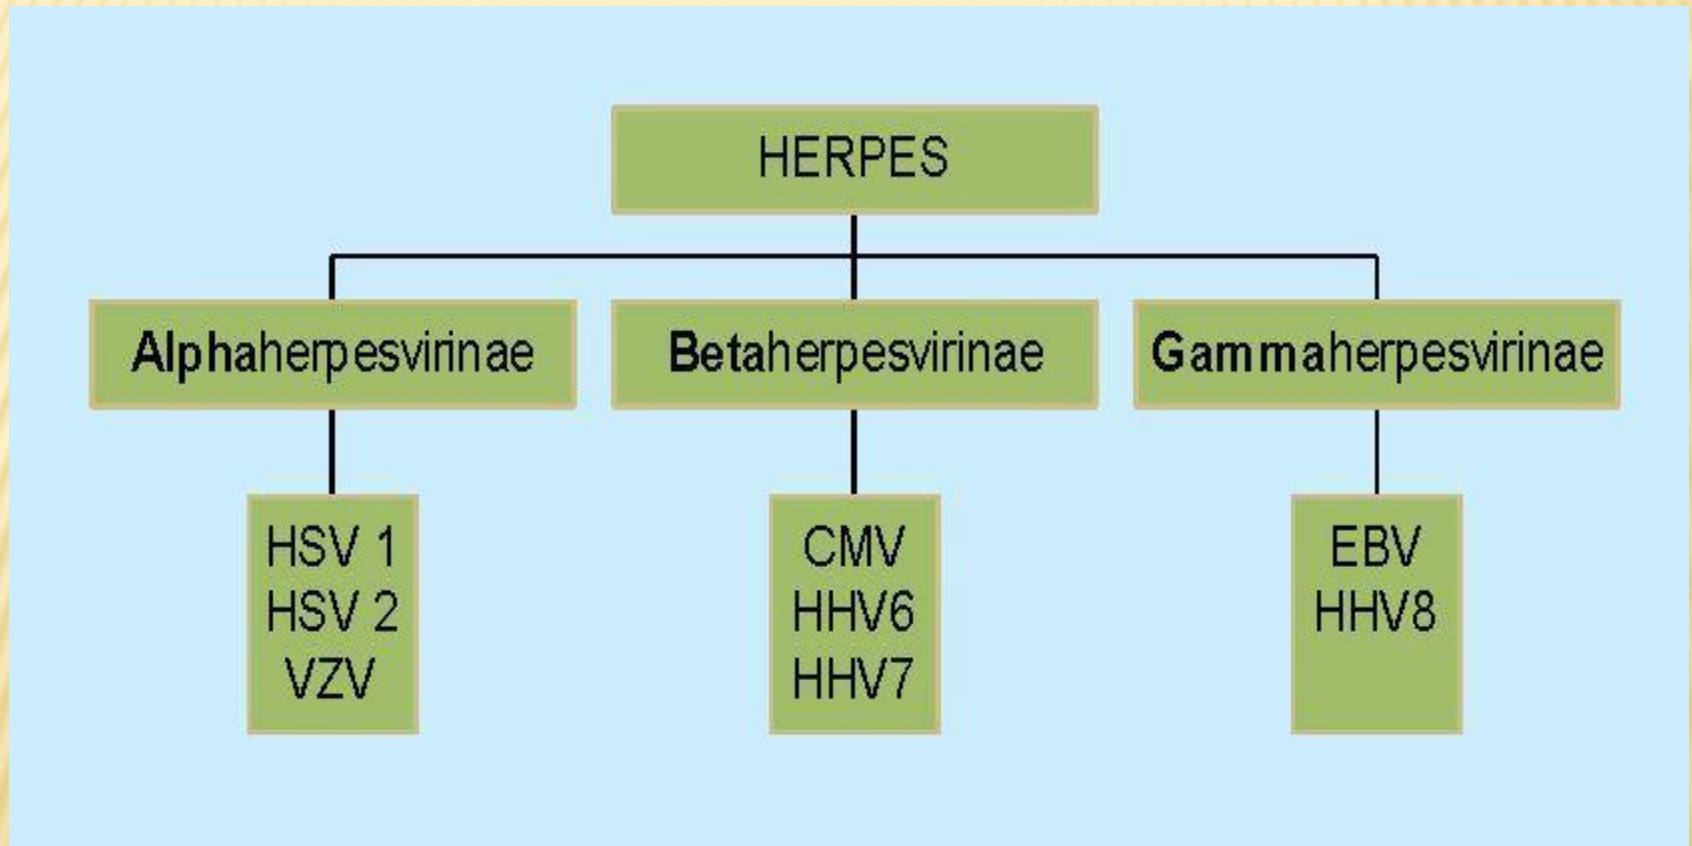 HERPES
Alphaherpesvirinae
Betaherpesvirinae
Gammaherpesvirinae
HSV 1
HSV 2
VZV
CMV
HHV6
HHV7
EBV
HHV8